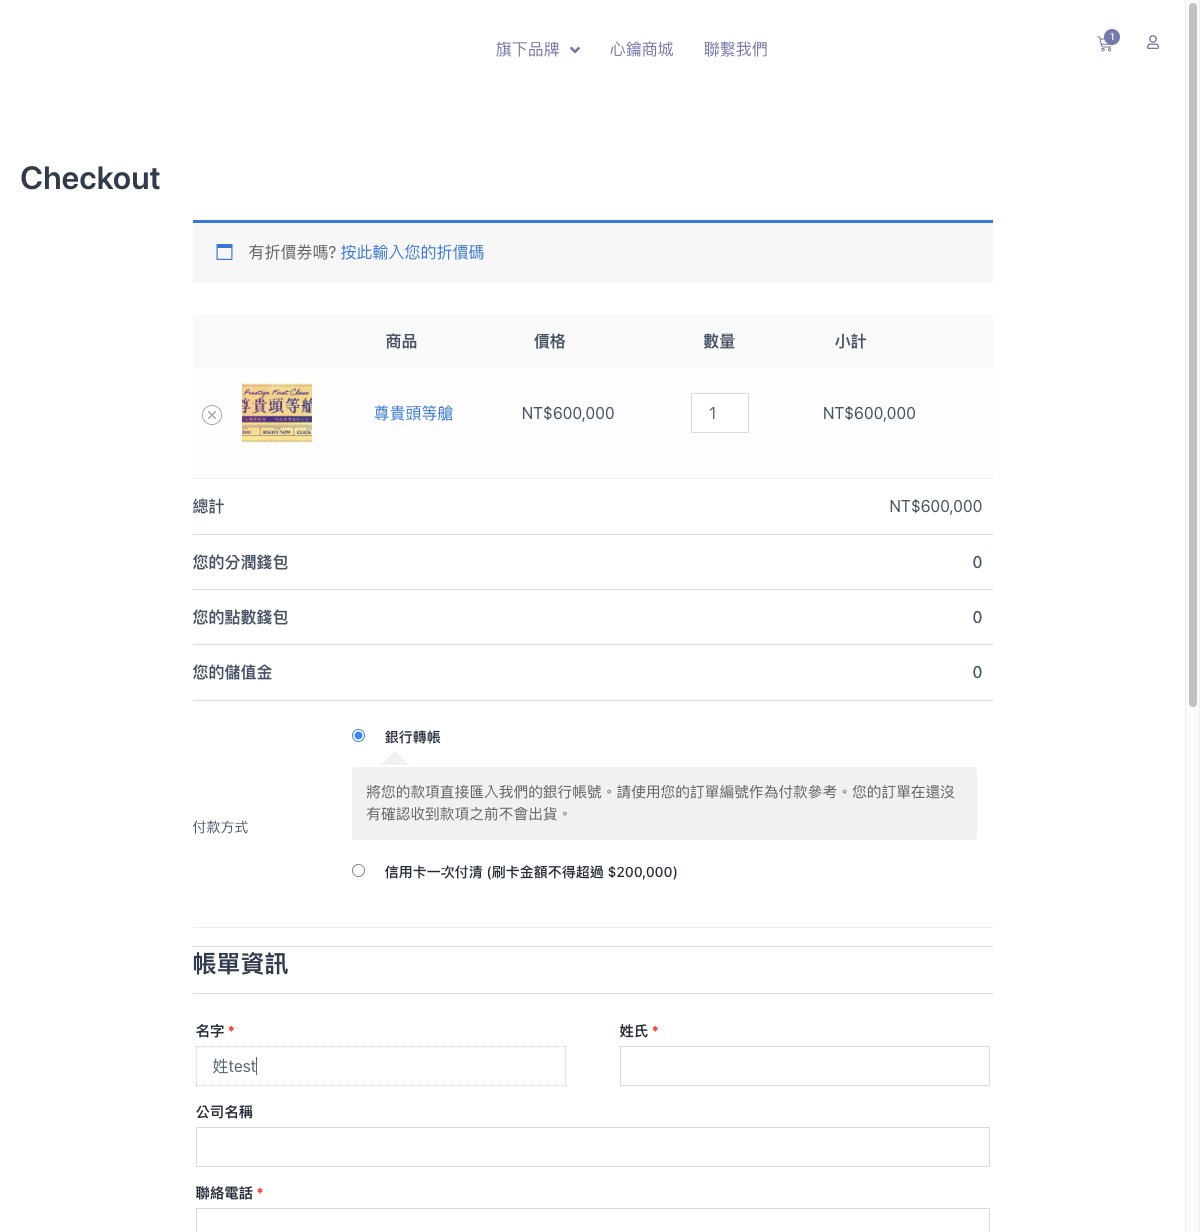 旗下品牌
心鑰商城
聯繫我們
1
Checkout
有折價券嗎? 按此輸入您的折價碼
商品 價格 數量 小計
Prestige First Class
尊貴頭等艙
RIGHT NOW
CLICK
尊貴頭等艙 NT$600,000 1 NT$600,000
總計 NT$600,000
您的分潤錢包 0
您的點數錢包 0
您的儲值金 0
付款方式
銀行轉帳
將您的款項直接匯入我們的銀行帳號。請使用您的訂單編號作為付款參考。您的訂單在還沒
有確認收到款項之前不會出貨。
信用卡一次付清 (刷卡金額不得超過 $200,000)
帳單資訊
名字 * 姓氏 *
姓test
公司名稱
聯絡電話 *